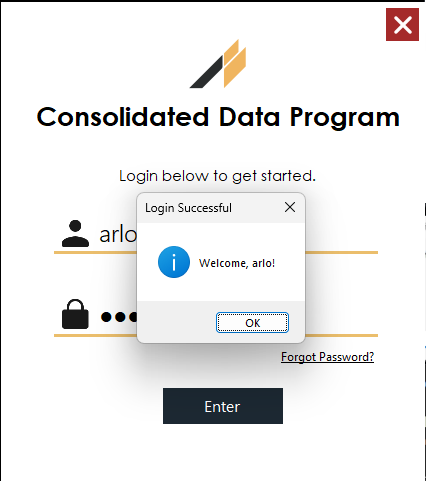 Consolidated Data Program
Login below to get started.
Login Successful
arlo
Welcome, arlo!
OK
Forgot Password?
Enter